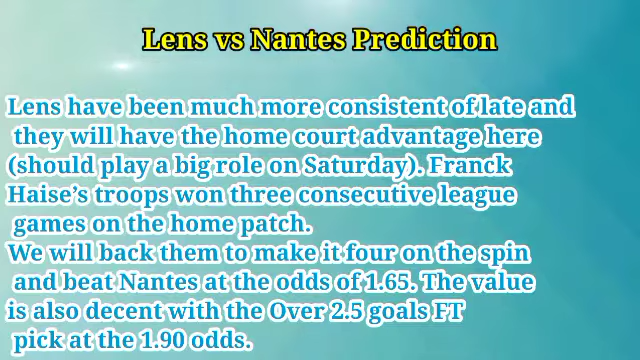 Lens vs Nantes Prediction
Lens have been much more consistent of late and
they will have the home court advantage here
(should play a big role on Saturday). Franck
Haise's troops won three consecutive league
games on the home patch.
We will back them to make it four on the spin
and beat Nantes at the odds of 1.65. The value
is also decent with the Over 2.5 goals FT
pick at the 1.90 odds.